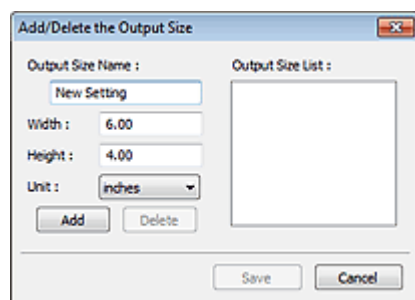 Add/Delete the Output Size
Output Size Name :
New Setting
Width : 6.00
Height : 4.00
Unit : inches
Add Delete
Output Size List :
Save Cancel